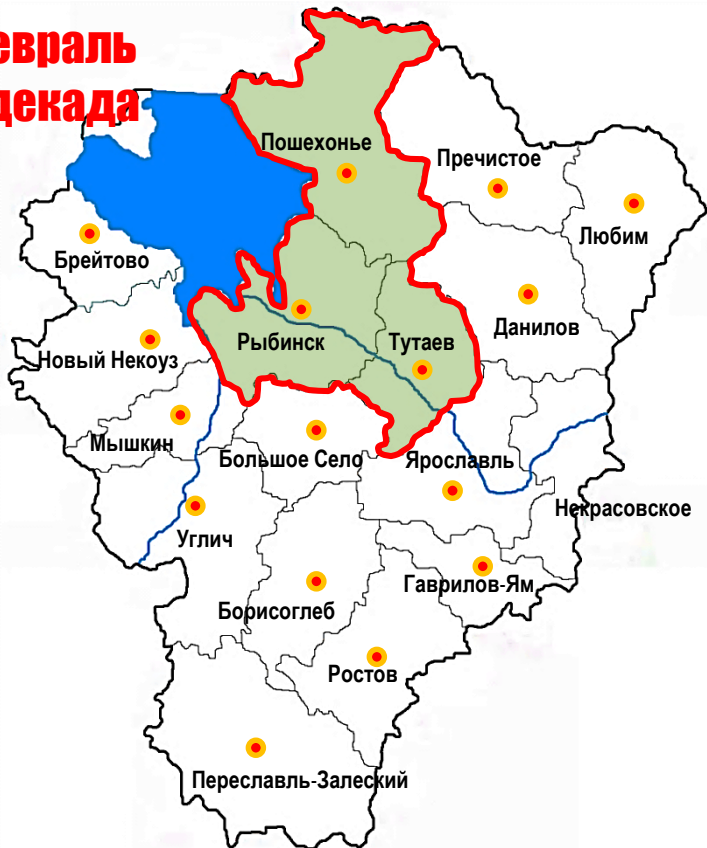 евраль
декада
Пошехонье
Пречистое
Любим
Брейтово
Данилов
Рыбинск
Тутаев
Новый Некоуз
Мышкин
Большое Село
Ярославль
Некрасовское
Углич
Гаврилов-Ям
Борисоглеб
Ростов
Переславль-Залеский